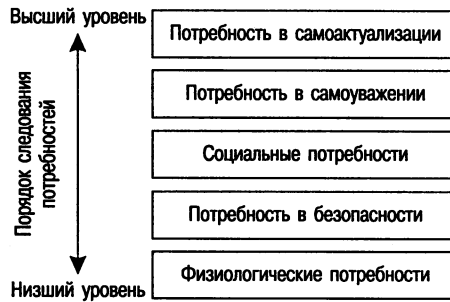 Высший уровень
Потребность в самоактуализации
Потребность в самоуважении
Социальные потребности
Порядок следования
потребностей
Потребность в безопасности
Физиологические потребности
Низший уровень